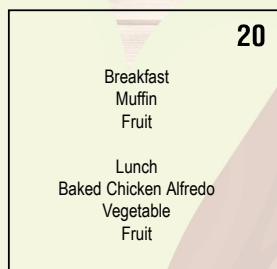 20
Breakfast
Muffin
Fruit
Lunch
Baked Chicken Alfredo
Vegetable
Fruit